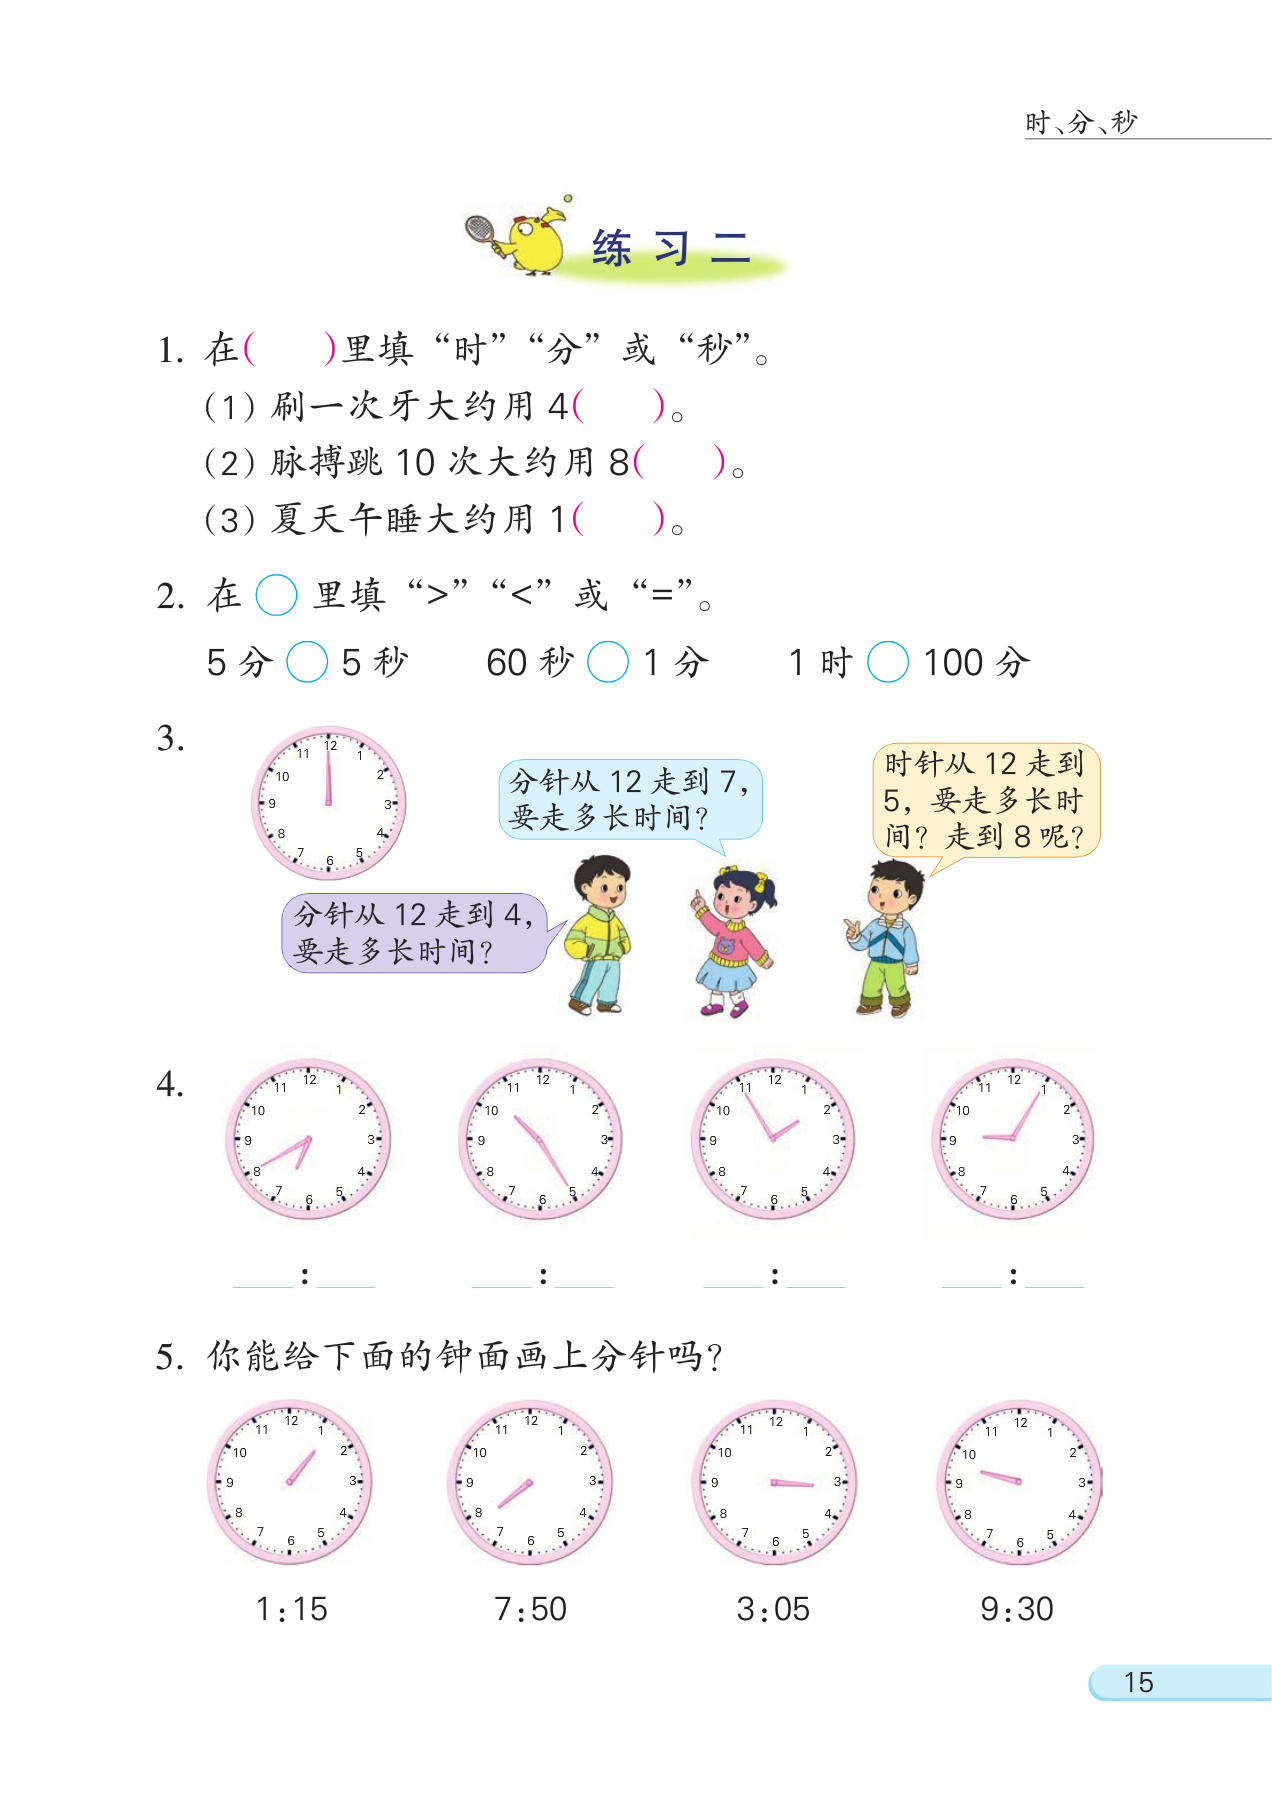 时、分、秒
练习二
1. 在(  )里填“时”“分”或“秒”。
(1) 刷一次牙大约用 4(  )。
(2) 脉搏跳 10 次大约用 8(  )。
(3) 夏天午睡大约用 1(  )。
2. 在 ○ 里填“>”“<”或“=”。
5 分 ○ 5 秒 60 秒 ○ 1 分 1 时 ○ 100 分
3.
12 1 2 3 4 5 6 7 8 9 10 11
分针从 12 走到 7，
要走多长时间？
时针从 12 走到
5，要走多长时
间？走到 8 呢？
分针从 12 走到 4，
要走多长时间？
4.
12 1 2 3 4 5 6 7 8 9 10 11
12 1 2 3 4 5 6 7 8 9 10 11
12 1 2 3 4 5 6 7 8 9 10 11
12 1 2 3 4 5 6 7 8 9 10 11
___:___ ___:___ ___:___ ___:___
5. 你能给下面的钟面画上分针吗？
12 1 2 3 4 5 6 7 8 9 10 11
12 1 2 3 4 5 6 7 8 9 10 11
12 1 2 3 4 5 6 7 8 9 10 11
12 1 2 3 4 5 6 7 8 9 10 11
1:15 7:50 3:05 9:30
15